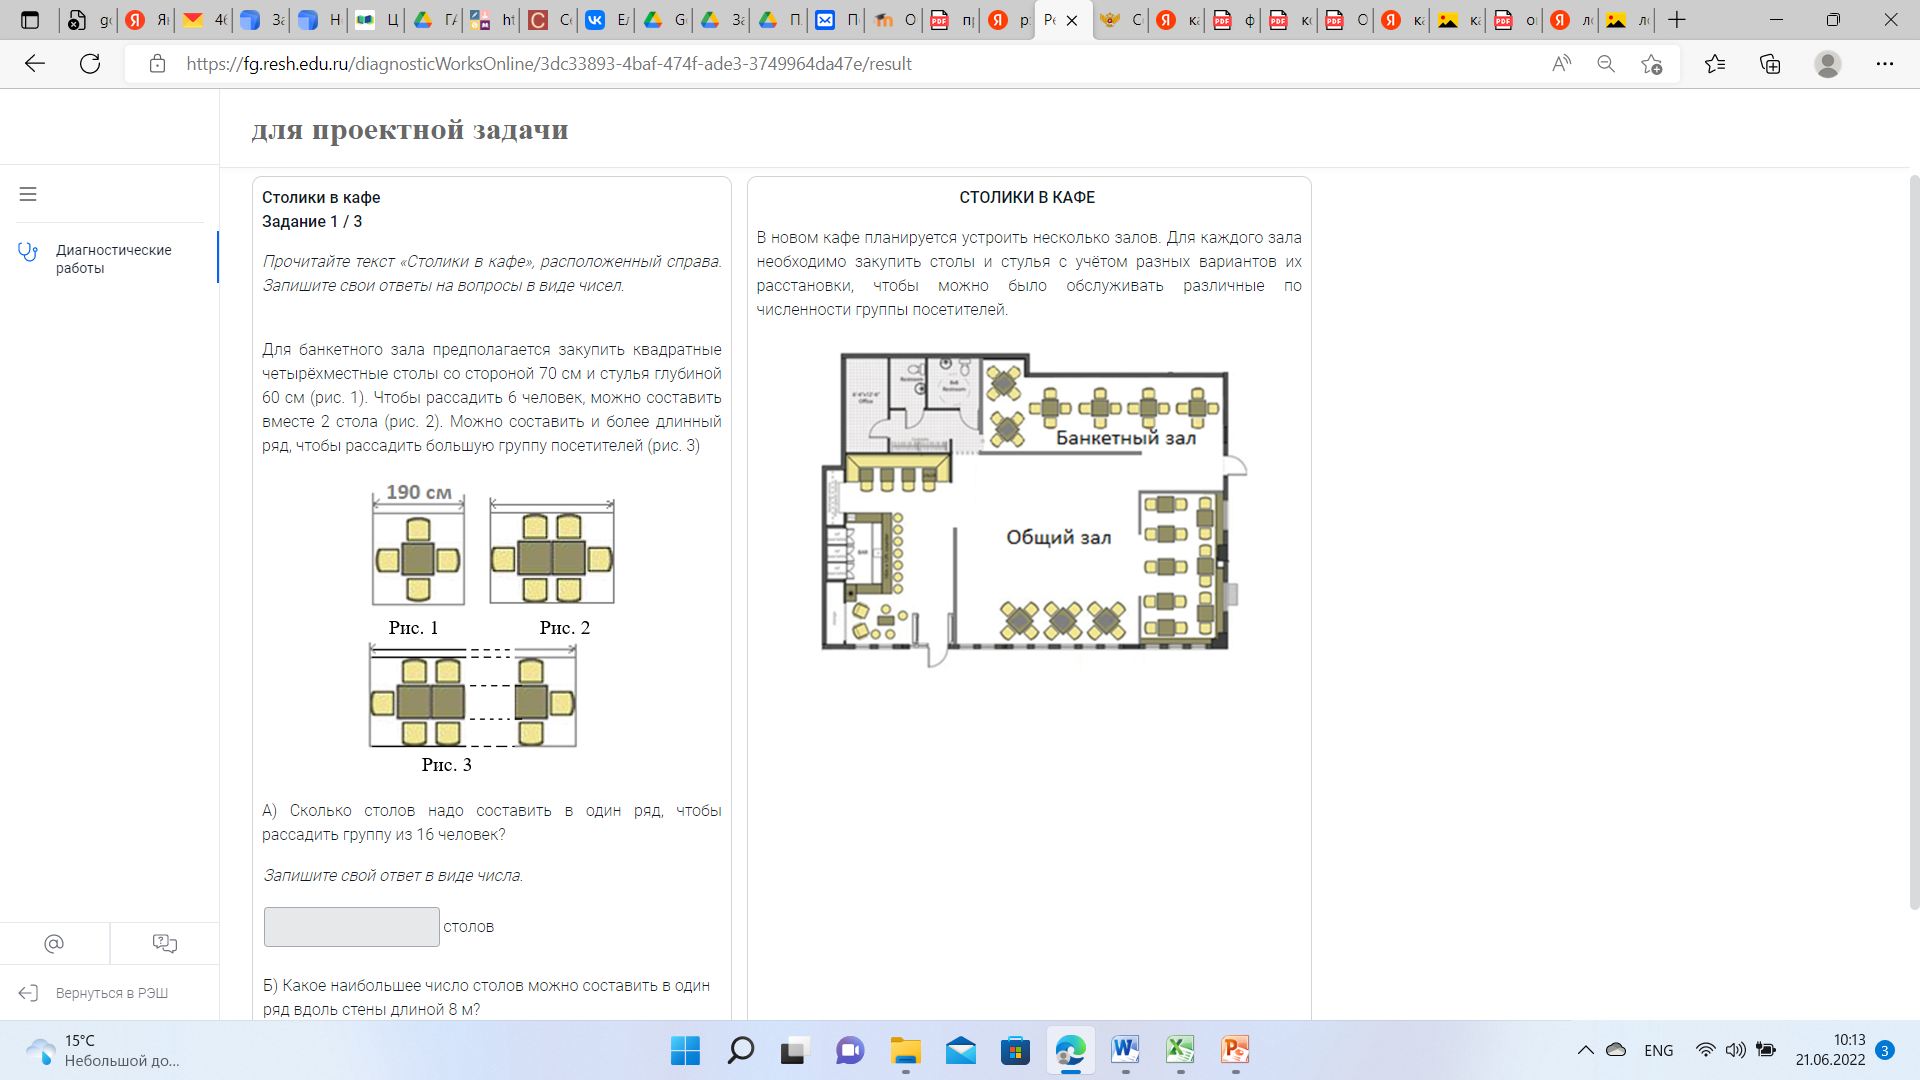 https://fg.resh.edu.ru/diagnosticWorksOnline/3dc33893-4baf-474f-ade3-3749964da47e/result
для проектной задачи
Диагностические
работы
Вернуться в РЭШ
Столики в кафе
Задание 1 / 3
Прочитайте текст «Столики в кафе», расположенный справа.
Запишите свои ответы на вопросы в виде чисел.
Для банкетного зала предполагается закупить квадратные
четырёхместные столы со стороной 70 см и стулья глубиной
60 см (рис. 1). Чтобы рассадить 6 человек, можно составить
вместе 2 стола (рис. 2). Можно составить и более длинный
ряд, чтобы рассадить большую группу посетителей (рис. 3)
190 см
Рис. 1
Рис. 2
Рис. 3
А) Сколько столов надо составить в один ряд, чтобы
рассадить группу из 16 человек?
Запишите свой ответ в виде числа.
столов
Б) Какое наибольшее число столов можно составить в один
ряд вдоль стены длиной 8 м?
СТОЛИКИ В КАФЕ
В новом кафе планируется устроить несколько залов. Для каждого зала
необходимо закупить столы и стулья с учётом разных вариантов их
расстановки, чтобы можно было обслуживать различные по
численности группы посетителей.
Банкетный зал
Общий зал
15°C
Небольшой до...
ENG
10:13
21.06.2022
3